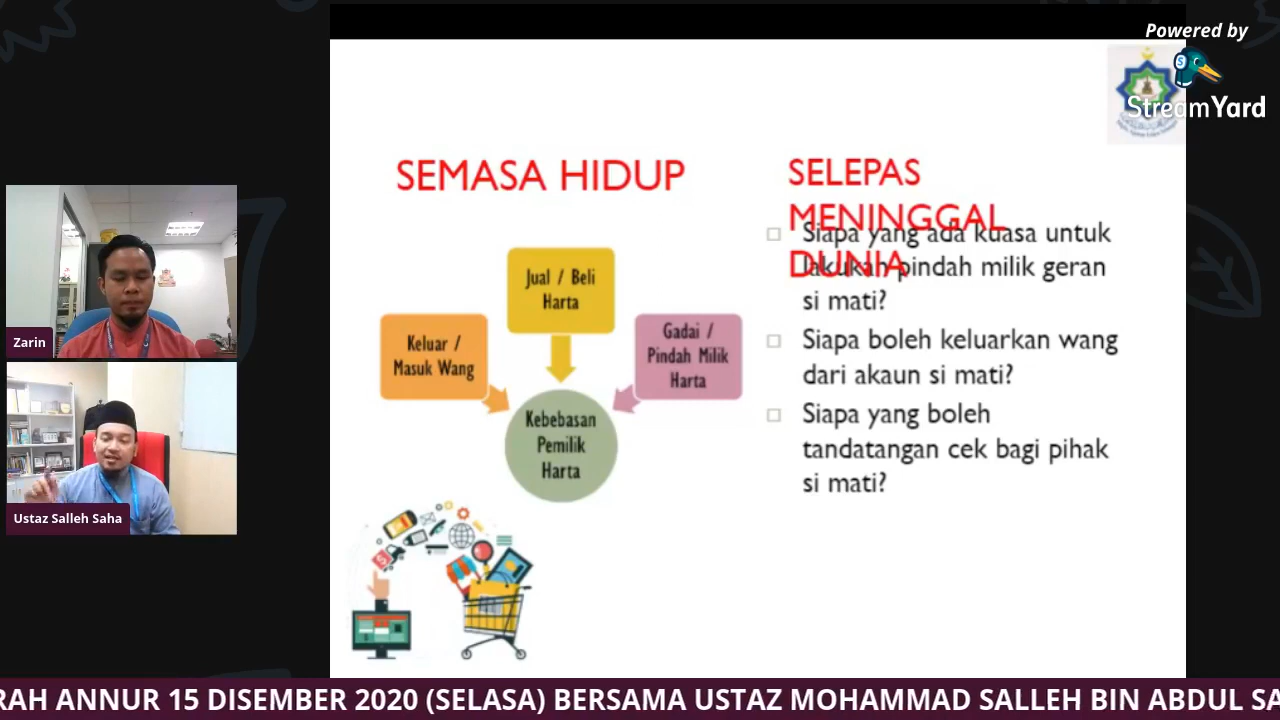 Powered by
StreamYard
SEMASA HIDUP
SELEPAS
MENINGGAL
DUNIA
Jual / Beli
Harta
Keluar /
Masuk Wang
Gadai /
Pindah Milik
Harta
Kebebasan
Pemilik
Harta
Siapa yang ada kuasa untuk
lakukan pindah milik geran
si mati?
Siapa boleh keluarkan wang
dari akaun si mati?
Siapa yang boleh
tandatangan cek bagi pihak
si mati?
Zarin
Ustaz Salleh Saha
RAH ANNUR 15 DISEMBER 2020 (SELASA) BERSAMA USTAZ MOHAMMAD SALLEH BIN ABDUL SA